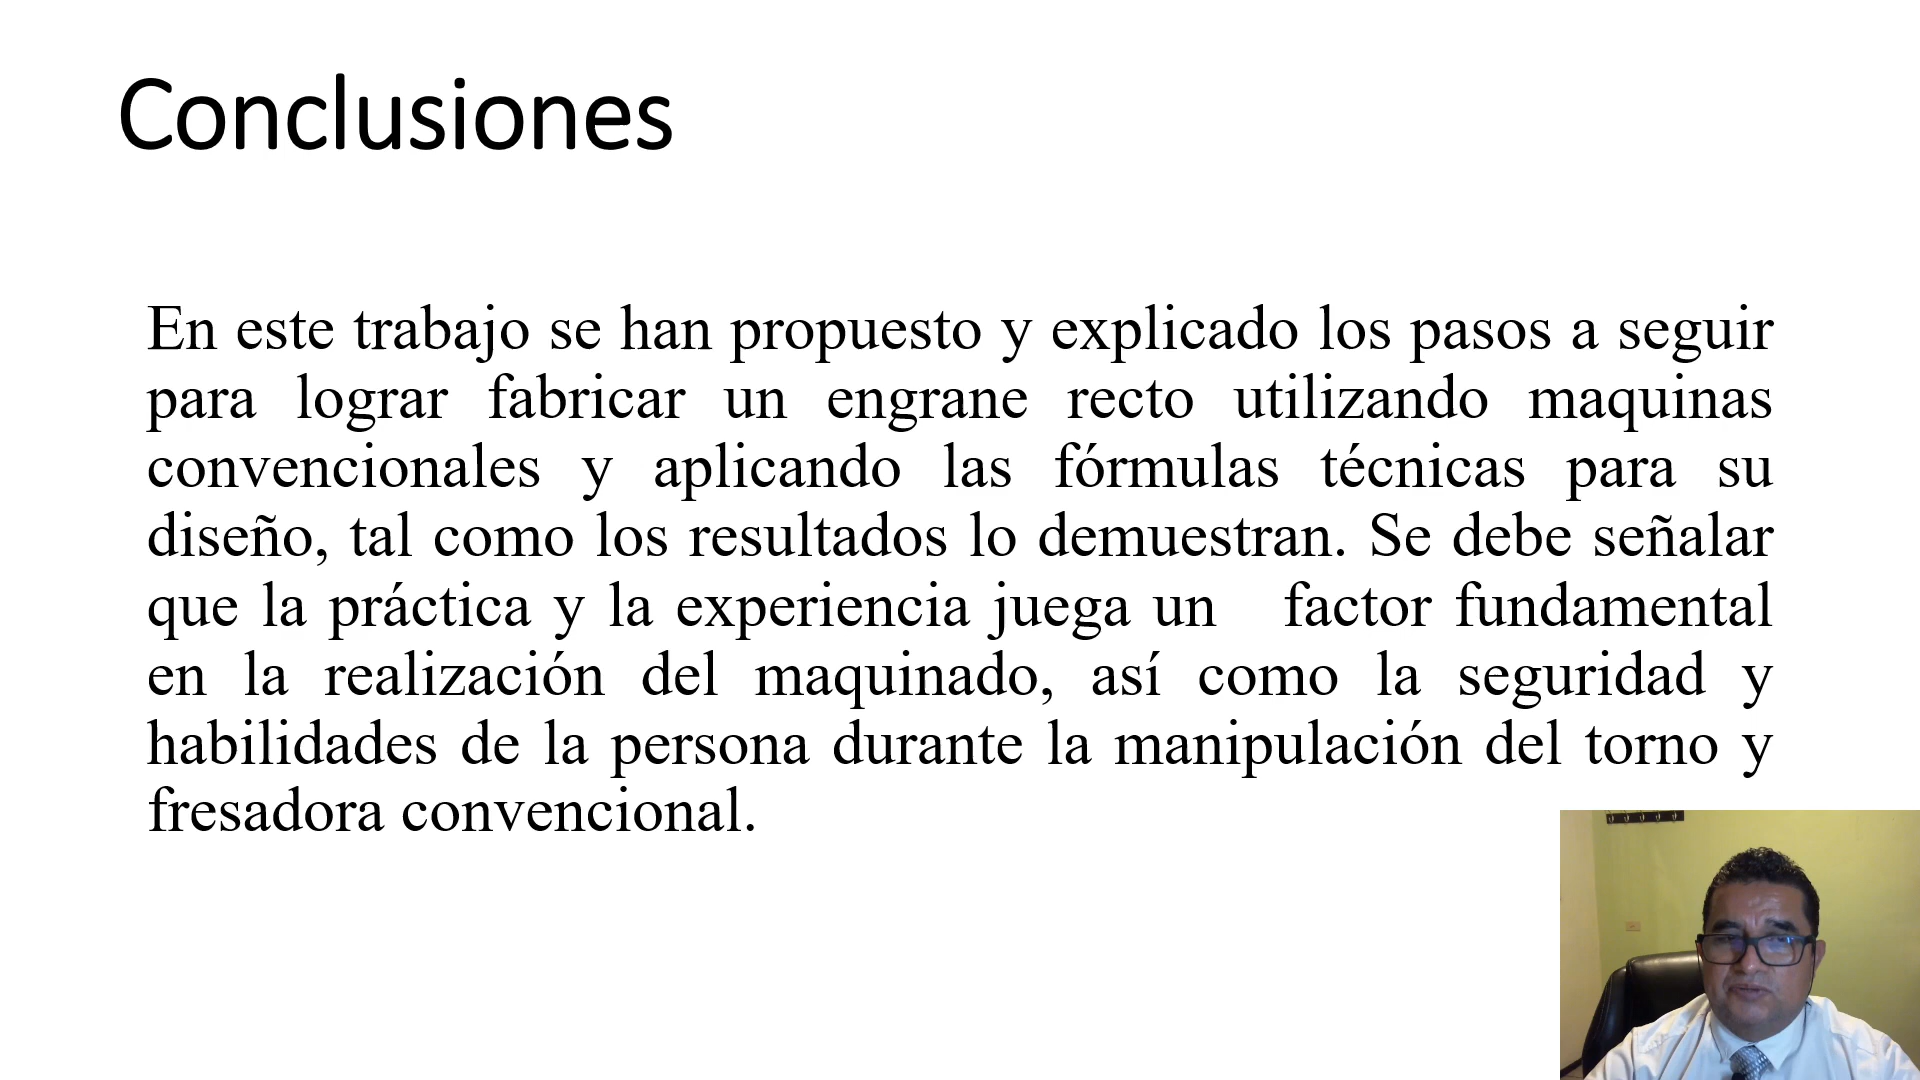 Conclusiones
En este trabajo se han propuesto y explicado los pasos a seguir
para lograr fabricar un engrane recto utilizando maquinas
convencionales y aplicando las fórmulas técnicas para su
diseño, tal como los resultados lo demuestran. Se debe señalar
que la práctica y la experiencia juega un factor fundamental
en la realización del maquinado, así como la seguridad y
habilidades de la persona durante la manipulación del torno y
fresadora convencional.